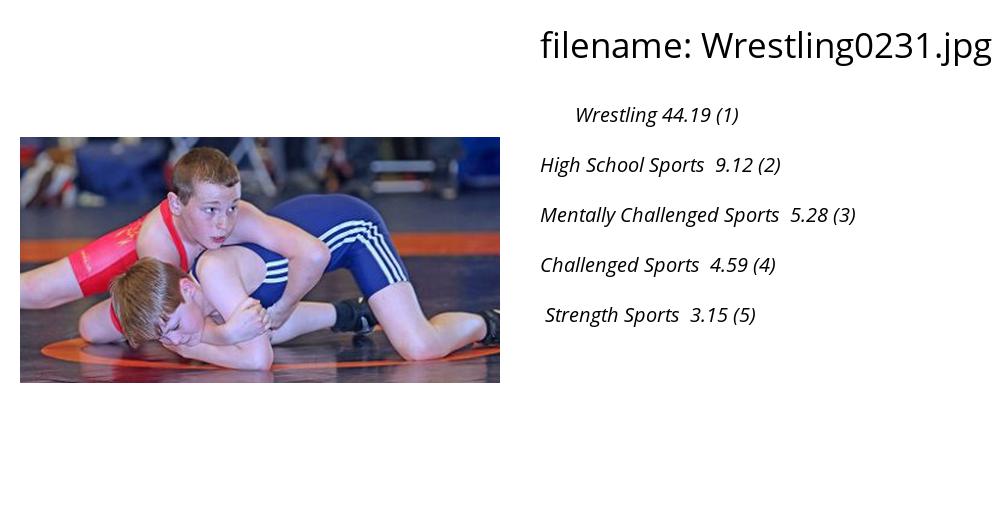 filename: Wrestling0231.jpg
Wrestling 44.19 (1)
High School Sports 9.12 (2)
Mentally Challenged Sports 5.28 (3)
Challenged Sports 4.59 (4)
Strength Sports 3.15 (5)